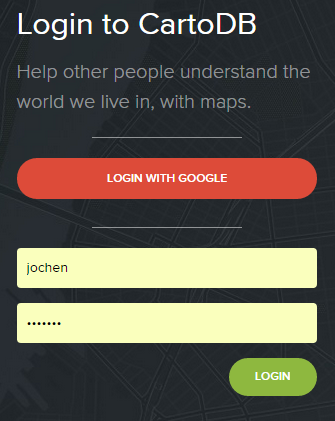 Login to CartoDB
Help other people understand the
world we live in, with maps.
LOGIN WITH GOOGLE
jochen
•••••••
LOGIN